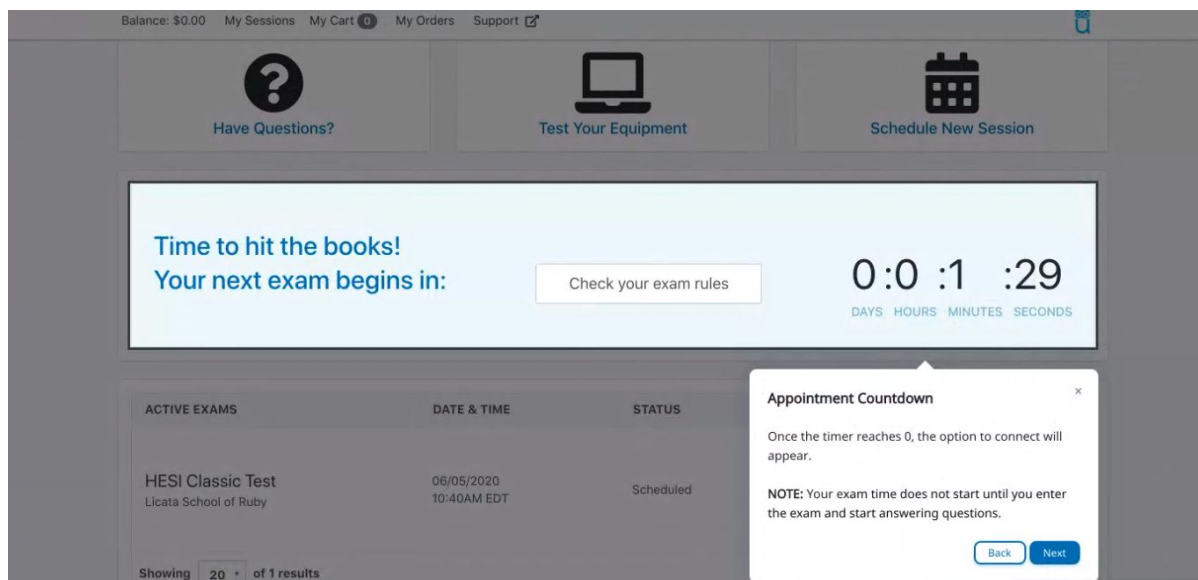 Balance: $0.00 My Sessions My Cart 0 My Orders Support
Have Questions? Test Your Equipment Schedule New Session
Time to hit the books!
Your next exam begins in:
Check your exam rules
0 :0 :1 :29
DAYS HOURS MINUTES SECONDS
ACTIVE EXAMS DATE & TIME STATUS
HESI Classic Test
Licata School of Ruby
06/05/2020
10:40AM EDT
Scheduled
Appointment Countdown ×
Once the timer reaches 0, the option to connect will
appear.
NOTE: Your exam time does not start until you enter
the exam and start answering questions.
Back Next
Showing 20 of 1 results